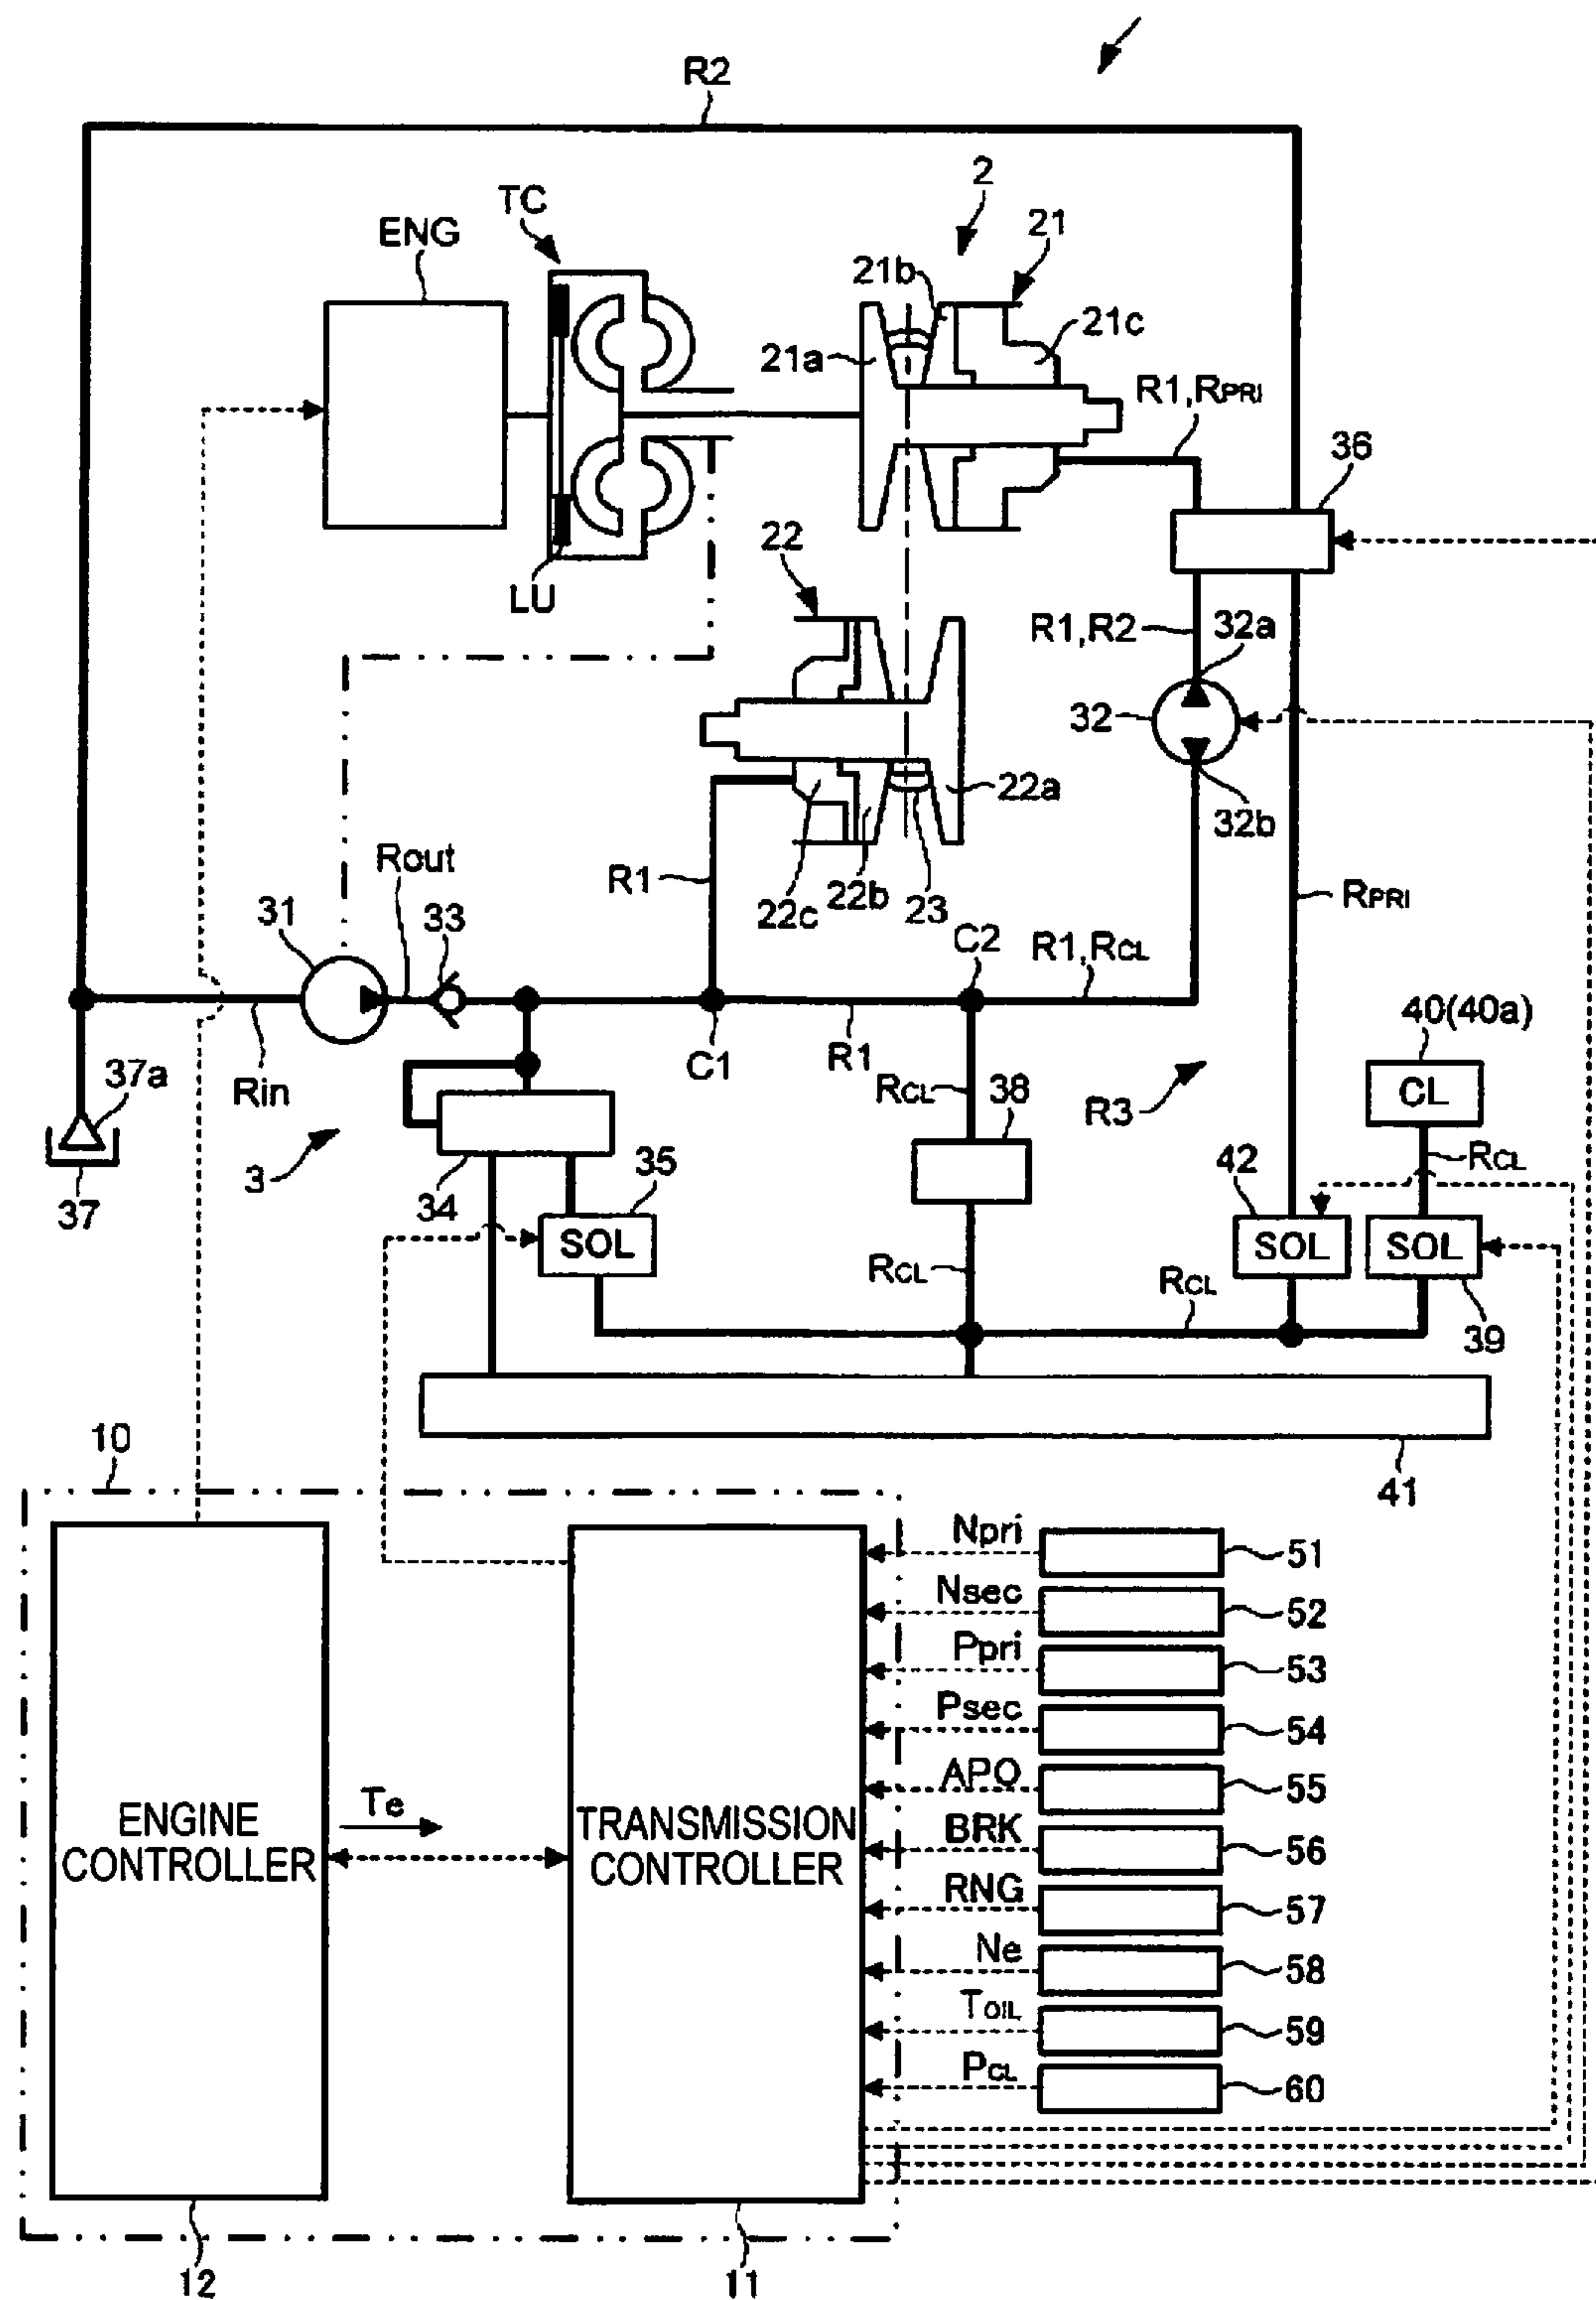 R2
2
TC
21
ENG
21b
21c
21a
R1,RPRI
36
22
LU
R1,R2
32a
32
22a
32b
Rout
R1
22c
22b
23
RPRI
31
33
C2
R1,RCL
40(40a)
37a
Rin
C1
R1
RCL
38
R3
CL
3
35
42
RCL
37
34
SOL
SOL
SOL
RCL
RCL
39
10
41
Npri
51
Nsec
52
Ppri
53
Psec
54
APO
55
Te
ENGINE
CONTROLLER
TRANSMISSION
CONTROLLER
BRK
56
RNG
57
Ne
58
TOIL
59
PCL
60
12
11